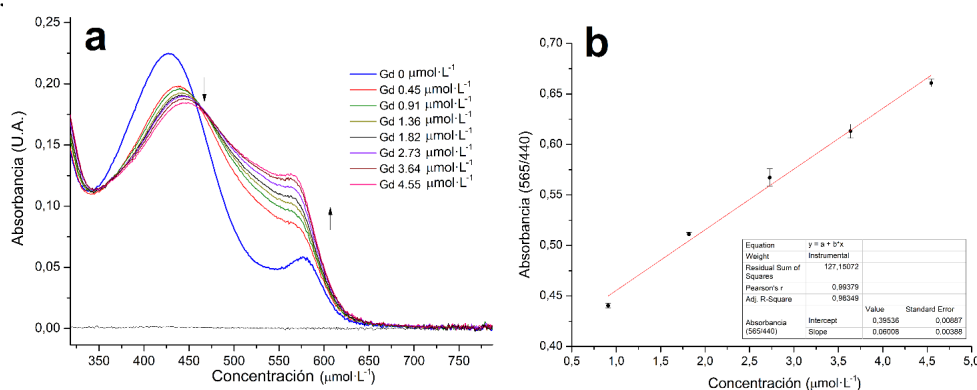 a
0,25
0,20
0,15
0,10
0,05
0,00
Absorbancia (U.A.)
350 400 450 500 550 600 650 700 750
Concentración (μmol·L⁻¹)
Gd 0 μmol·L⁻¹
Gd 0.45 μmol·L⁻¹
Gd 0.91 μmol·L⁻¹
Gd 1.36 μmol·L⁻¹
Gd 1.82 μmol·L⁻¹
Gd 2.73 μmol·L⁻¹
Gd 3.64 μmol·L⁻¹
Gd 4.55 μmol·L⁻¹
b
0,70
0,65
0,60
0,55
0,50
0,45
0,40
Absorbancia (565/440)
0,5 1,0 1,5 2,0 2,5 3,0 3,5 4,0 4,5 5,0
Concentración (μmol·L⁻¹)
Equation y = a + b*x
Weight Instrumental
Residual Sum of Squares 127,15072
Pearson's r 0,99379
Adj. R-Square 0,98349
Value Standard Error
Absorbancia (565/440) Intercept 0,39536 0,00887
Slope 0,06008 0,00388